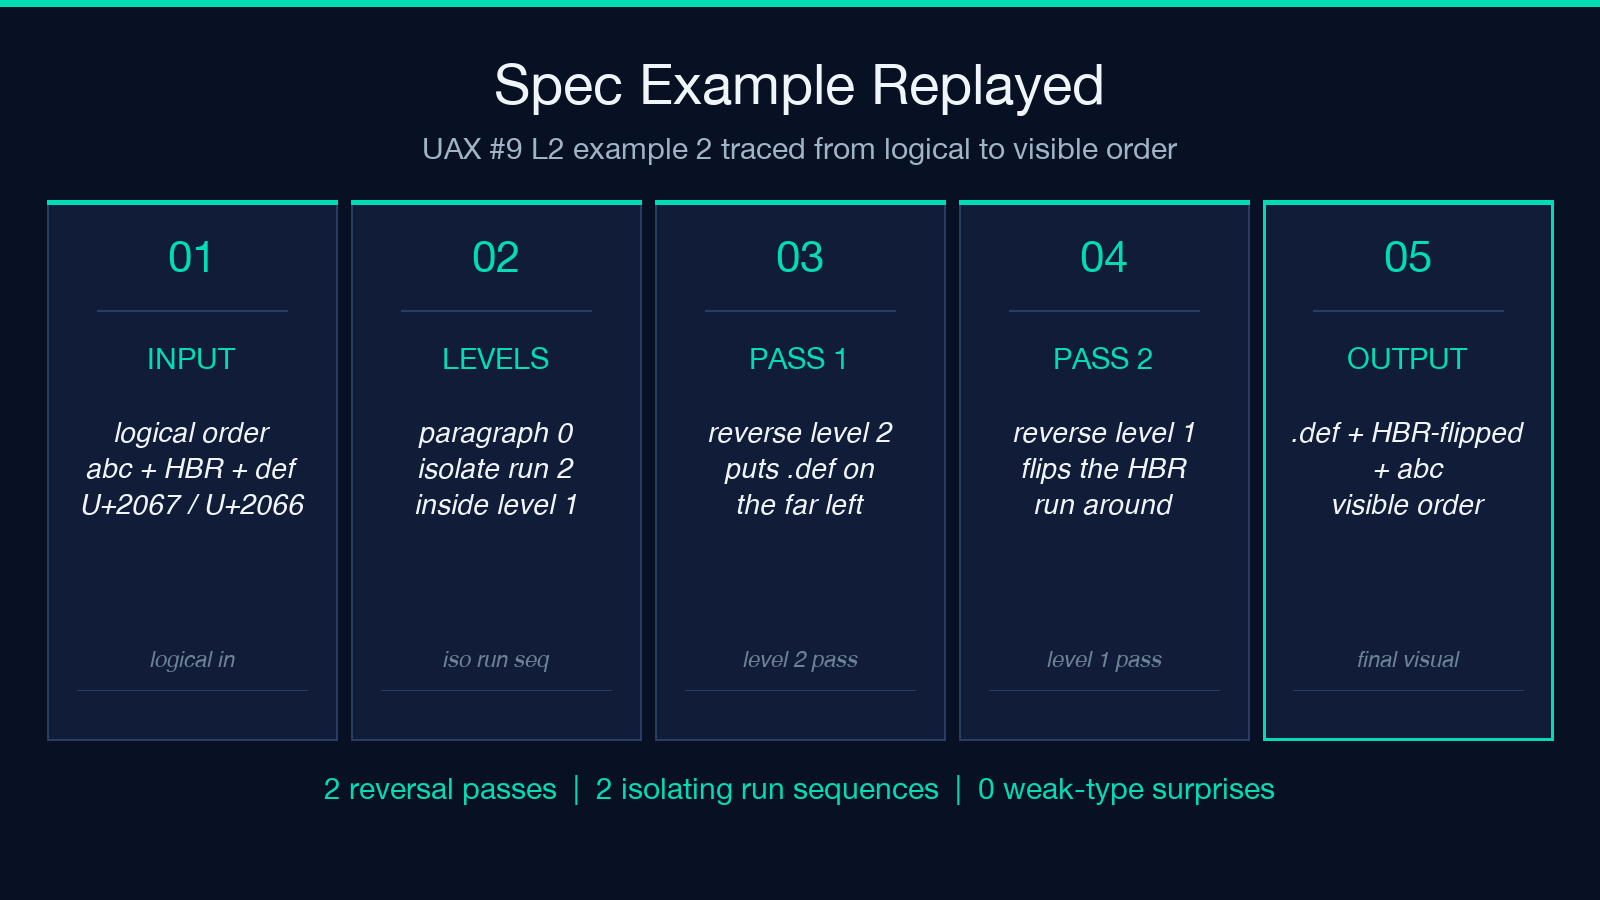 Spec Example Replayed
UAX #9 L2 example 2 traced from logical to visible order
01
INPUT
logical order
abc + HBR + def
U+2067 / U+2066
logical in
02
LEVELS
paragraph 0
isolate run 2
inside level 1
iso run seq
03
PASS 1
reverse level 2
puts .def on
the far left
level 2 pass
04
PASS 2
reverse level 1
flips the HBR
run around
level 1 pass
05
OUTPUT
.def + HBR-flipped
+ abc
visible order
final visual
2 reversal passes | 2 isolating run sequences | 0 weak-type surprises